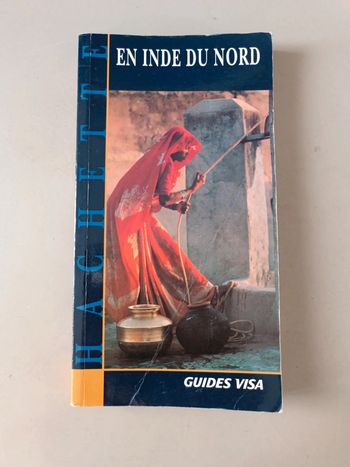 EN INDE DU NORD
HACHETTE
GUIDES VISA